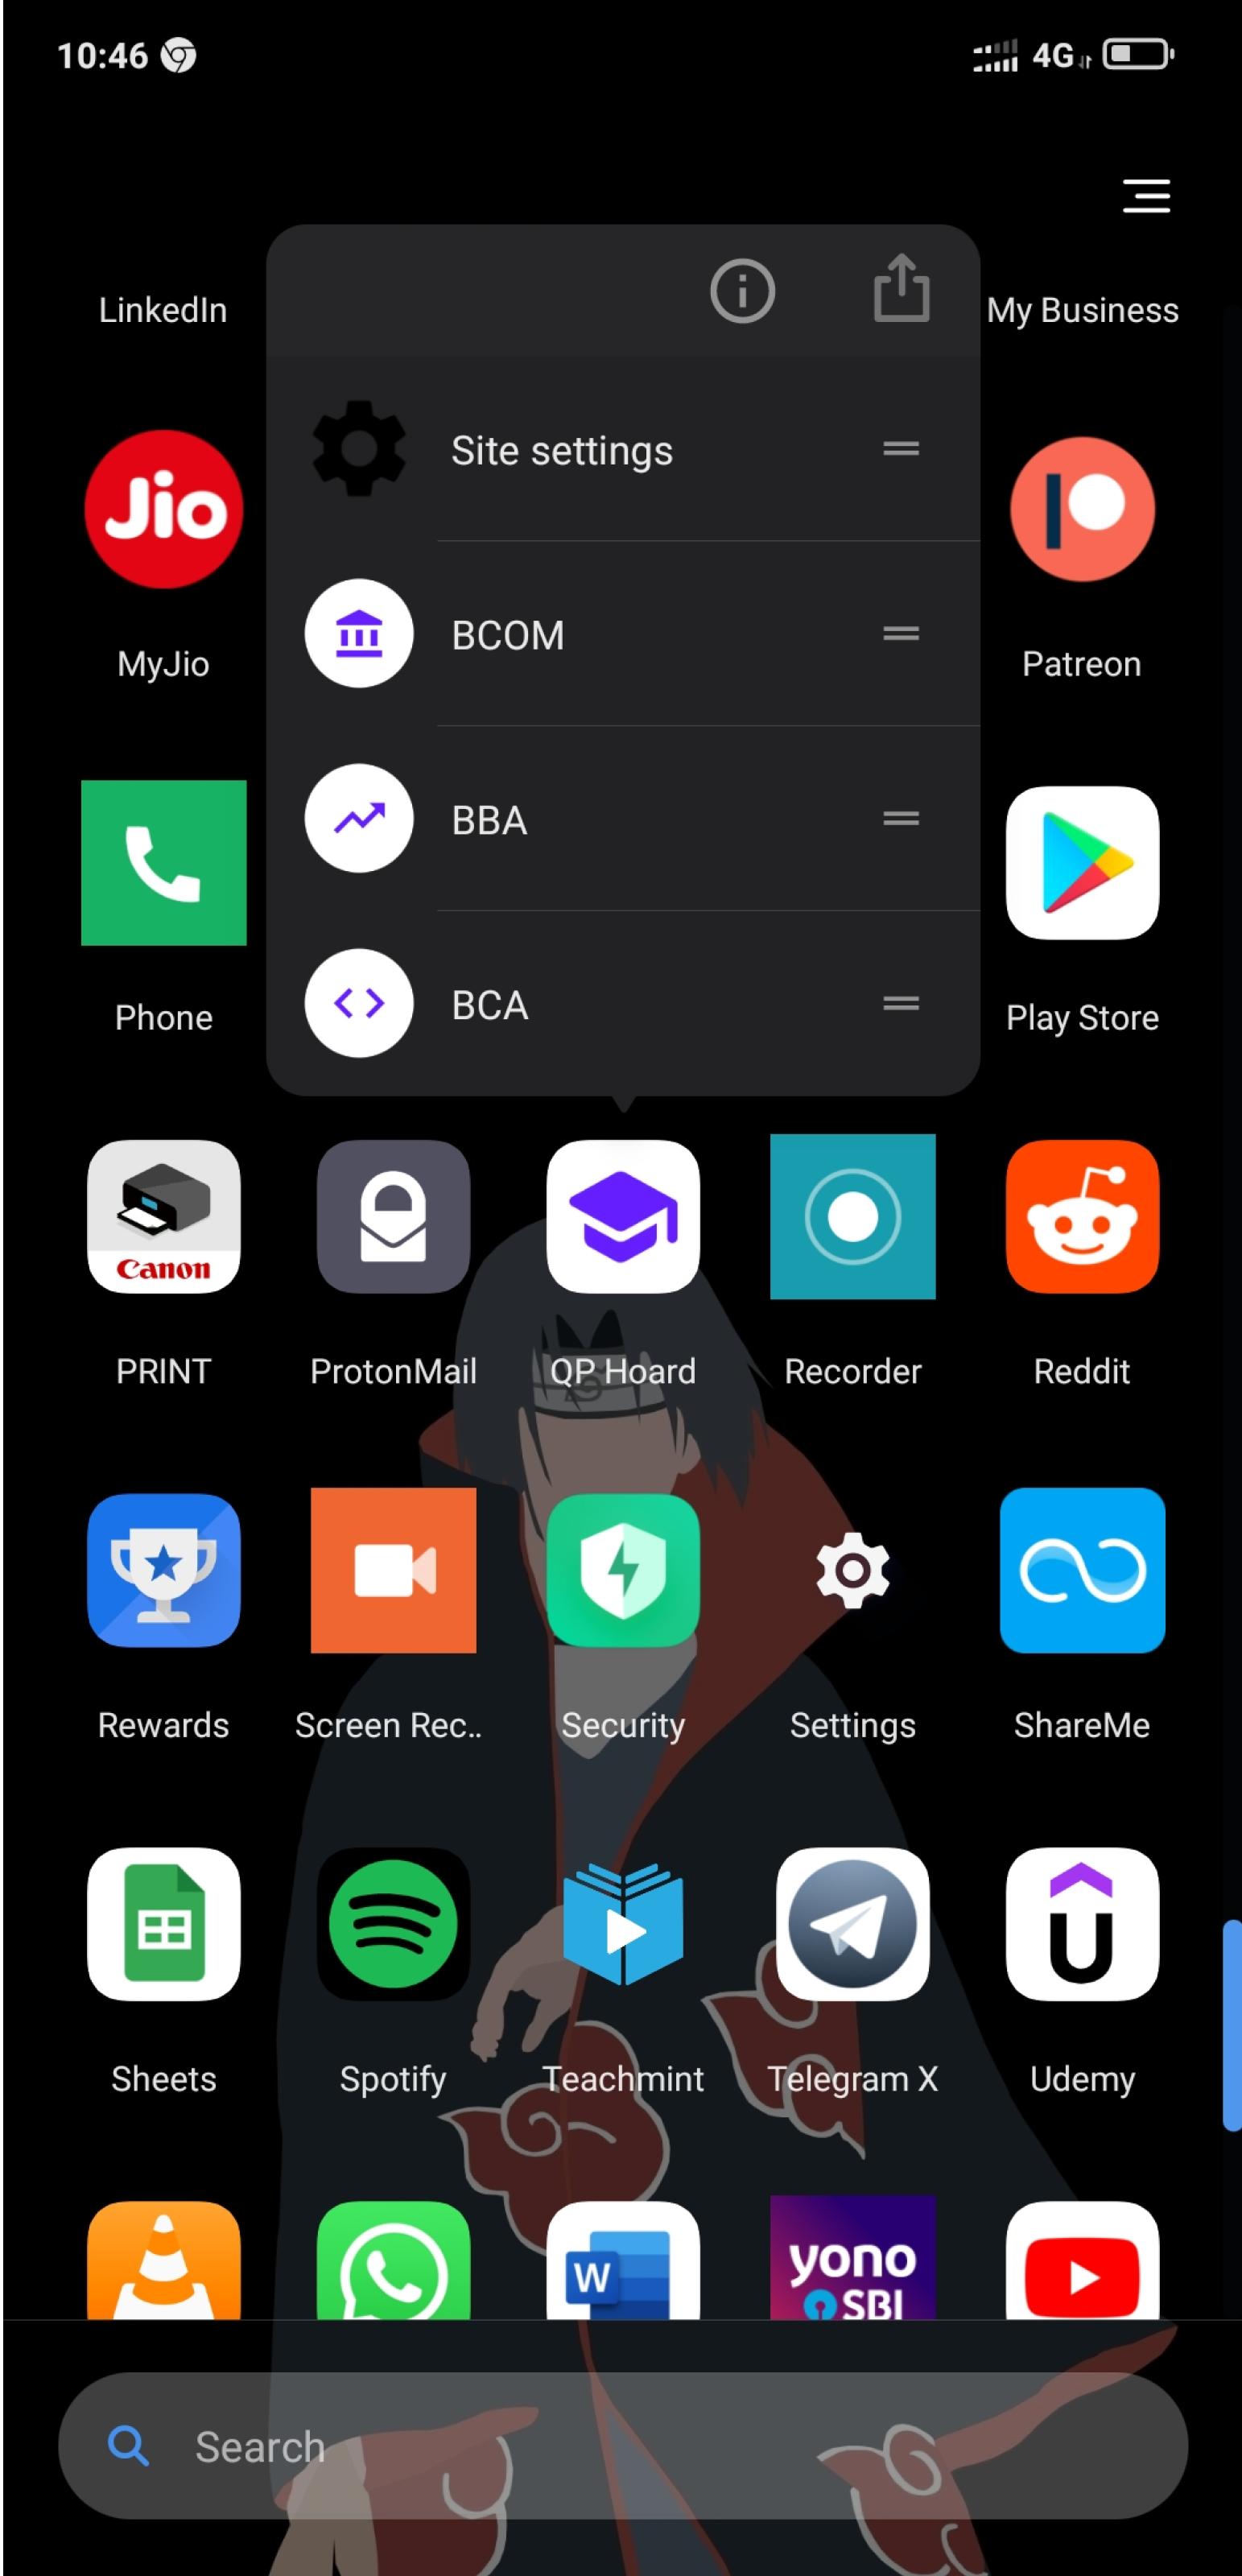 10:46 4G
LinkedIn My Business
Site settings
Jio
BCOM
MyJio Patreon
BBA
BCA
Phone Play Store
Canon
PRINT ProtonMail QP Hoard Recorder Reddit
Rewards Screen Rec.. Security Settings ShareMe
Sheets Spotify Teachmint Telegram X Udemy
W yono
SBI
Search